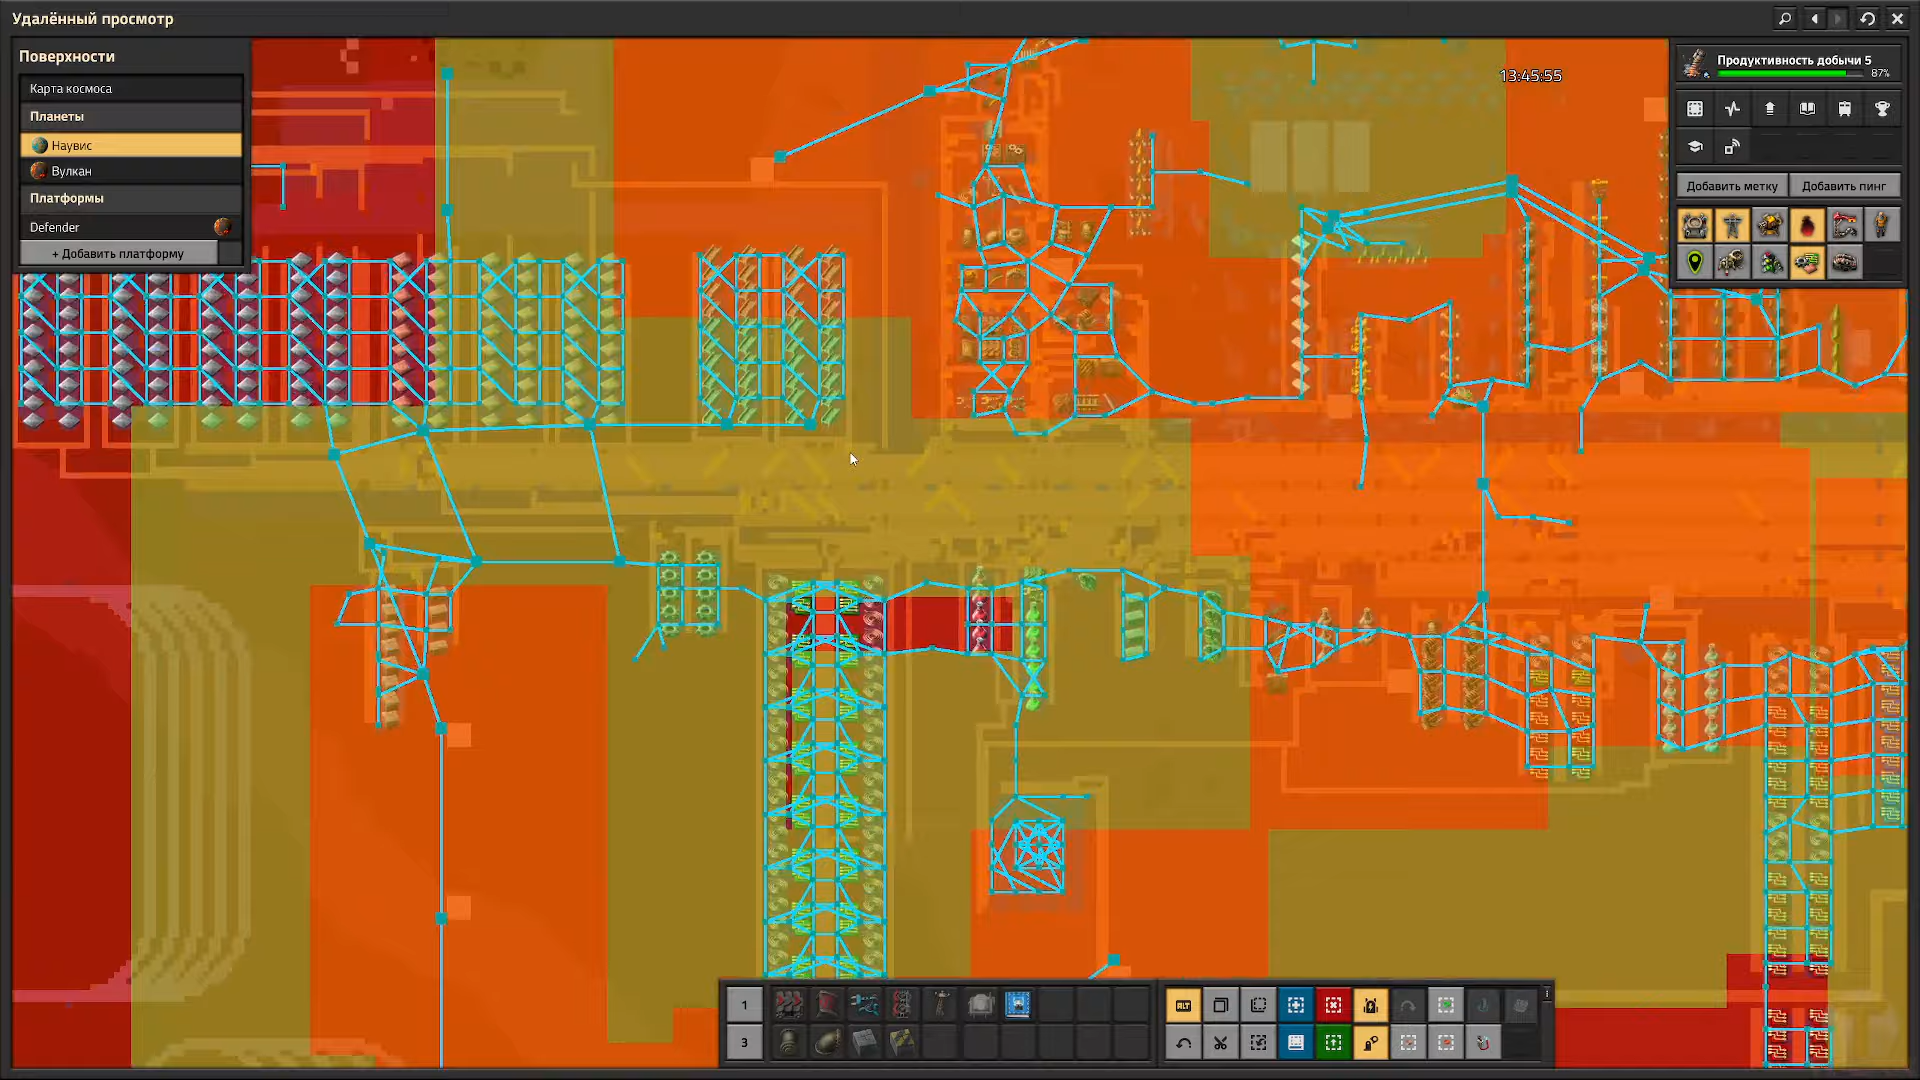 Удалённый просмотр
Поверхности
Карта космоса
Планеты
Наувис
Вулкан
Платформы
Defender
+ Добавить платформу
13:45:55
Продуктивность добычи 5
87%
Добавить метку
Добавить пинг
1
ALT
3